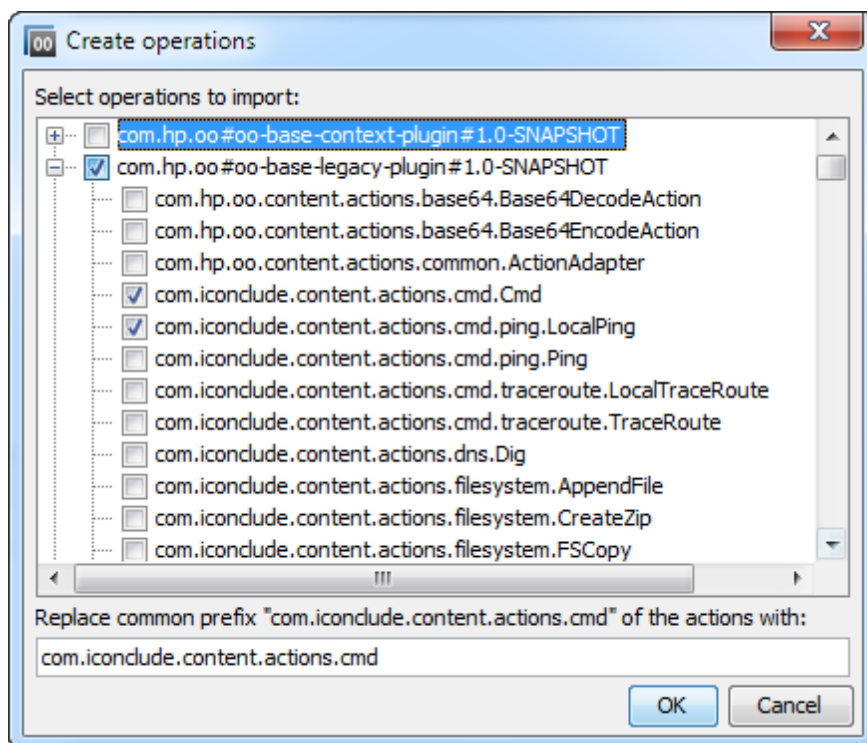 OO Create operations
Select operations to import:
com.hp.oo#oo-base-context-plugin#1.0-SNAPSHOT
com.hp.oo#oo-base-legacy-plugin#1.0-SNAPSHOT
com.hp.oo.content.actions.base64.Base64DecodeAction
com.hp.oo.content.actions.base64.Base64EncodeAction
com.hp.oo.content.actions.common.ActionAdapter
com.iconclude.content.actions.cmd.Cmd
com.iconclude.content.actions.cmd.ping.LocalPing
com.iconclude.content.actions.cmd.ping.Ping
com.iconclude.content.actions.cmd.traceroute.LocalTraceRoute
com.iconclude.content.actions.cmd.traceroute.TraceRoute
com.iconclude.content.actions.dns.Dig
com.iconclude.content.actions.filesystem.AppendFile
com.iconclude.content.actions.filesystem.CreateZip
com.iconclude.content.actions.filesystem.FSCopy
Replace common prefix "com.iconclude.content.actions.cmd" of the actions with:
com.iconclude.content.actions.cmd
OK Cancel